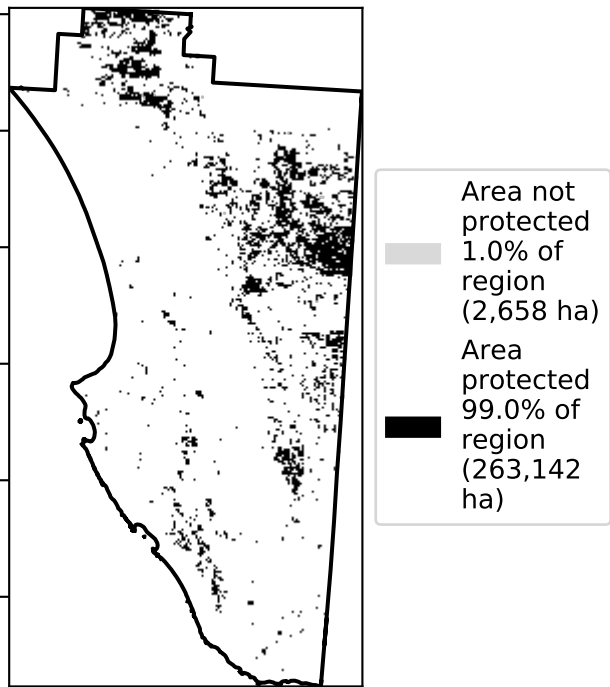 Area not
protected
1.0% of
region
(2,658 ha)
Area
protected
99.0% of
region
(263,142
ha)